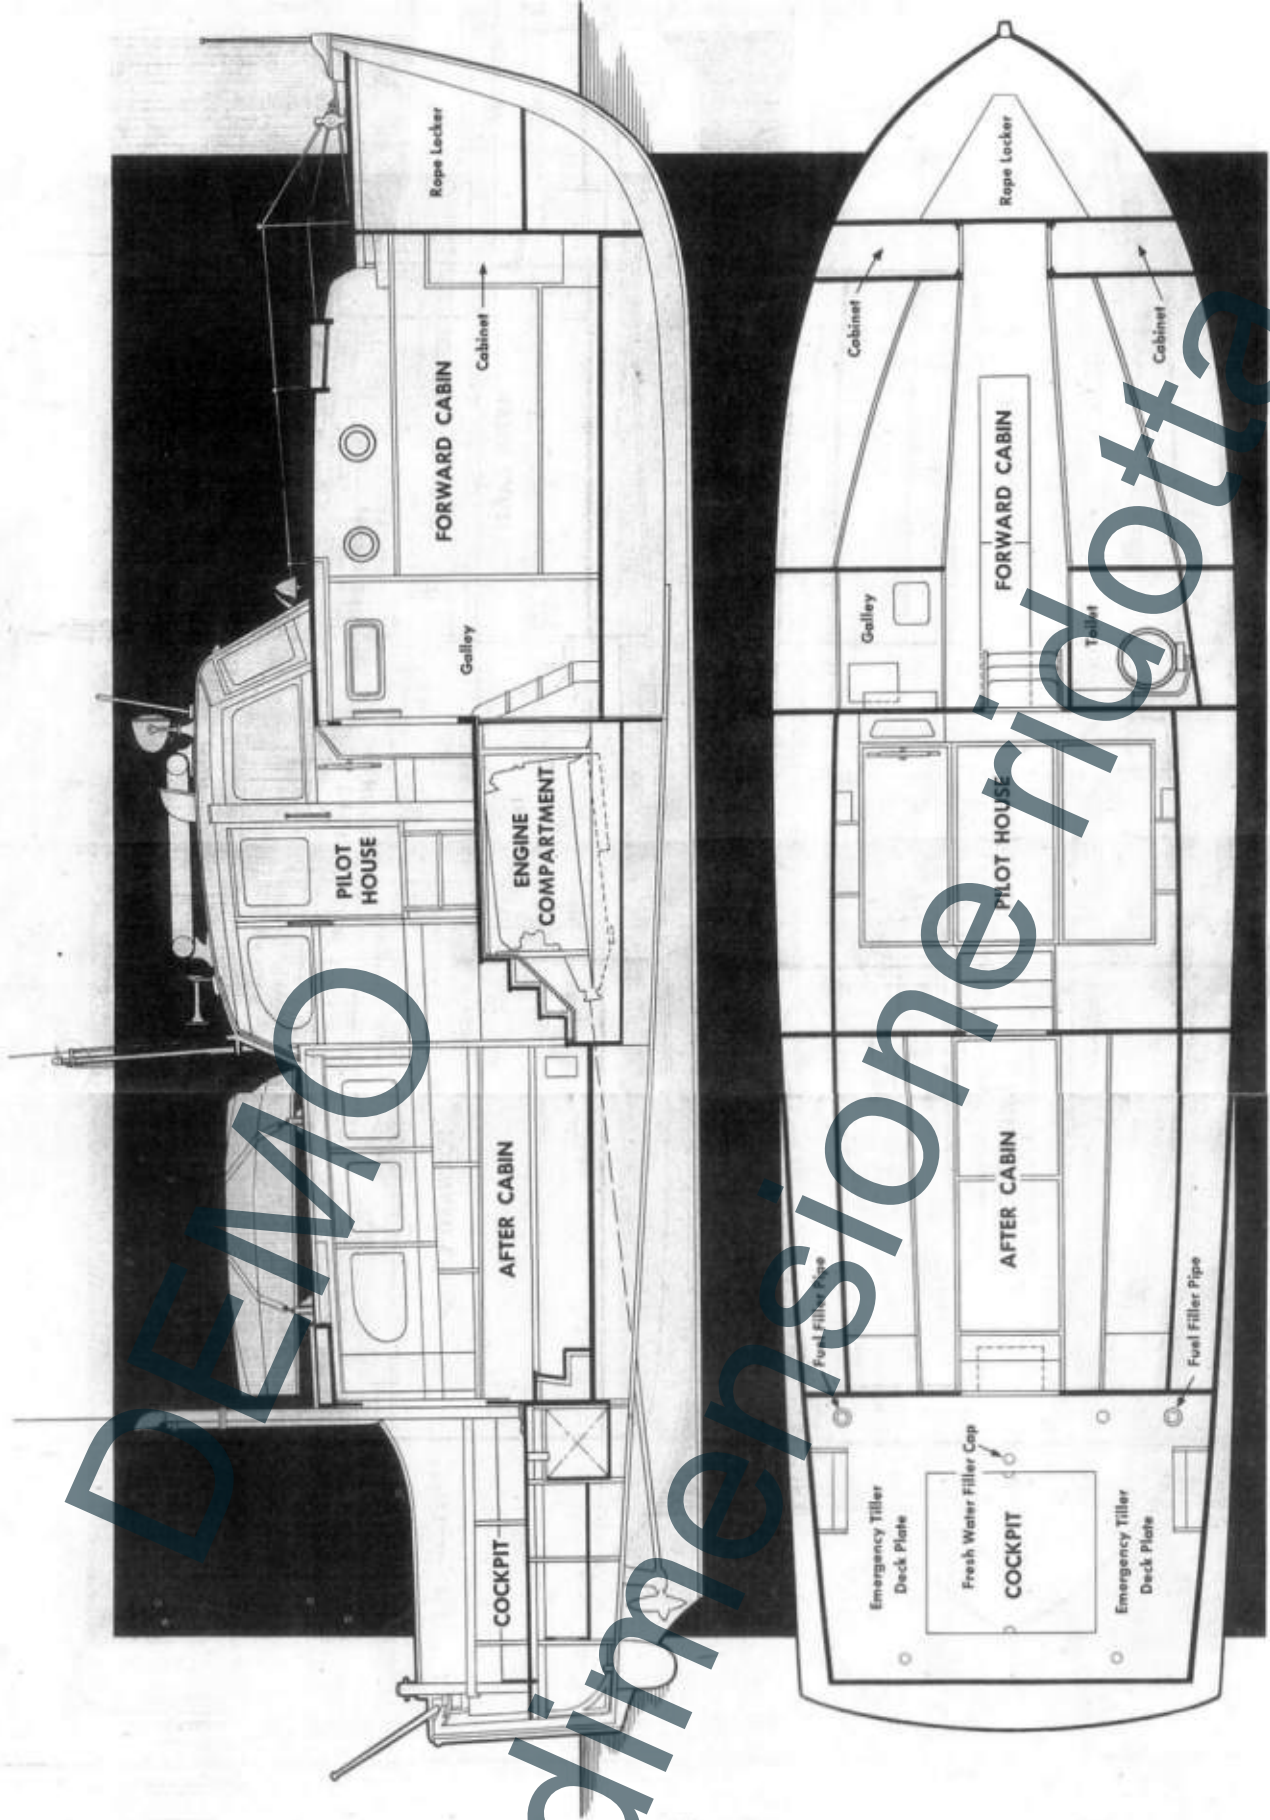 Rope Locker
Cabinet
FORWARD CABIN
Galley
PILOT
HOUSE
ENGINE
COMPARTMENT
AFTER CABIN
COCKPIT
Rope Locker
Cabinet
Cabinet
FORWARD CABIN
Galley
Toilet
PILOT HOUSE
AFTER CABIN
Fuel Filler Pipe
Fuel Filler Pipe
Emergency Tiller
Deck Plate
Fresh Water Filler Cap
COCKPIT
Emergency Tiller
Deck Plate
DEMO
dimensione ridotta